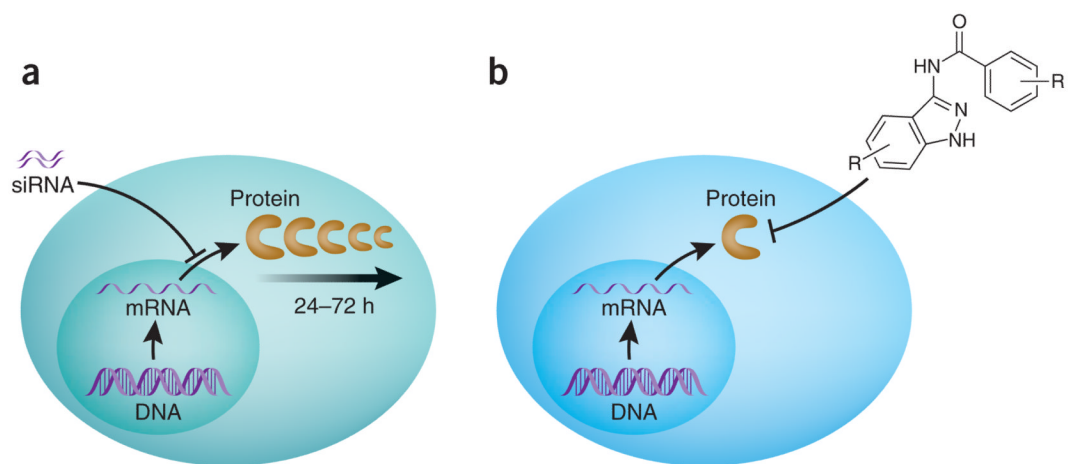 a
siRNA
Protein
24–72 h
mRNA
DNA
b
O
HN
R
N
NH
R
Protein
mRNA
DNA